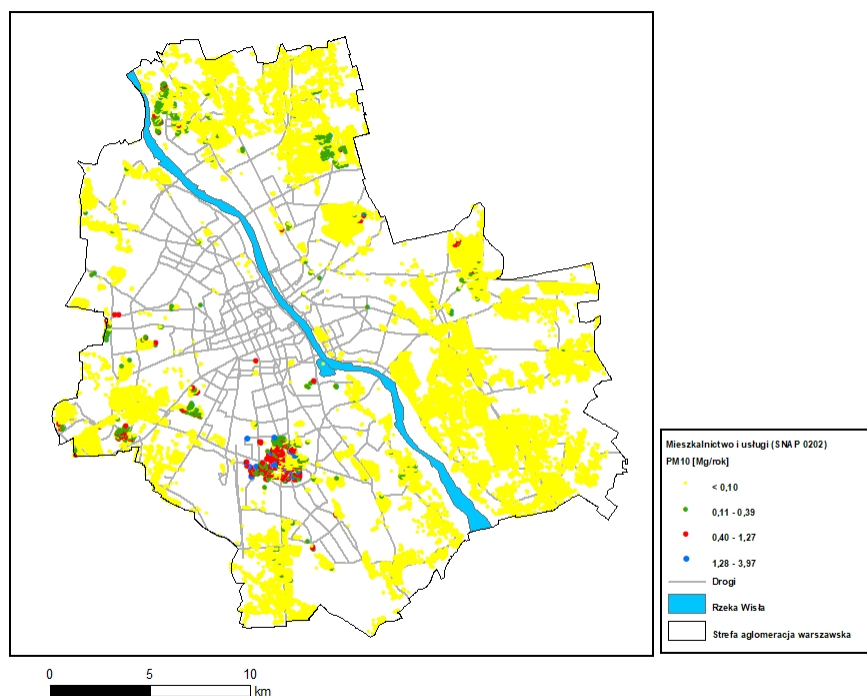 Mieszkalnictwo i usługi (SNAP 0202)
PM10 [Mg/rok]
< 0,10
0,11 - 0,39
0,40 - 1,27
1,28 - 3,97
Drogi
Rzeka Wisła
Strefa aglomeracja warszawska
0 5 10
km